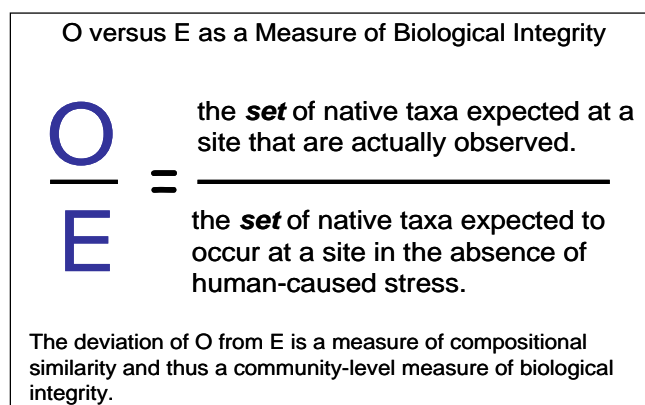 O versus E as a Measure of Biological Integrity
O
E
=
the set of native taxa expected at a
site that are actually observed.
the set of native taxa expected to
occur at a site in the absence of
human-caused stress.
The deviation of O from E is a measure of compositional
similarity and thus a community-level measure of biological
integrity.